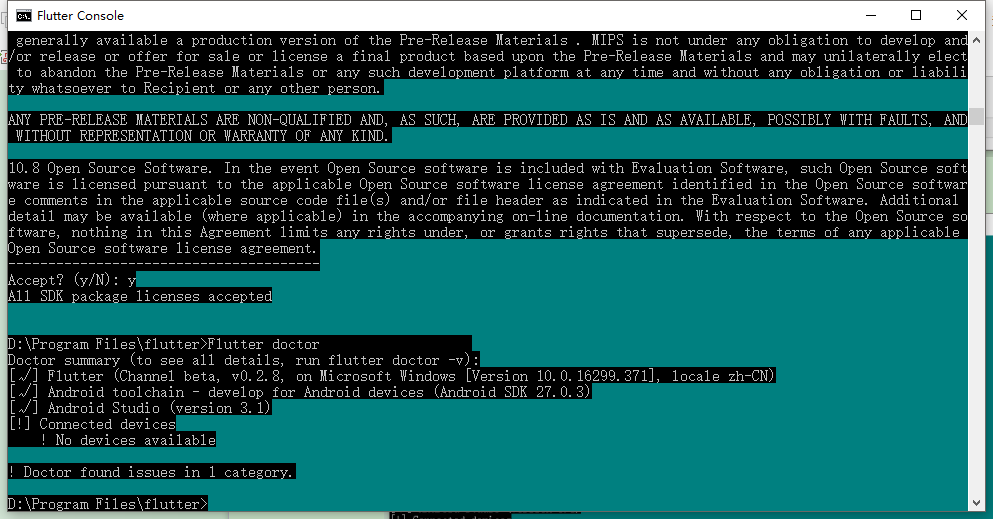 Flutter Console
generally available a production version of the Pre-Release Materials . MIPS is not under any obligation to develop and
/or release or offer for sale or license a final product based upon the Pre-Release Materials and may unilaterally elect
to abandon the Pre-Release Materials or any such development platform at any time and without any obligation or liabili
ty whatsoever to Recipient or any other person.
ANY PRE-RELEASE MATERIALS ARE NON-QUALIFIED AND, AS SUCH, ARE PROVIDED AS IS AND AS AVAILABLE, POSSIBLY WITH FAULTS, AND
WITHOUT REPRESENTATION OR WARRANTY OF ANY KIND.
10.8 Open Source Software. In the event Open Source software is included with Evaluation Software, such Open Source soft
ware is licensed pursuant to the applicable Open Source software license agreement identified in the Open Source softwar
e comments in the applicable source code file(s) and/or file header as indicated in the Evaluation Software. Additional
detail may be available (where applicable) in the accompanying on-line documentation. With respect to the Open Source so
ftware, nothing in this Agreement limits any rights under, or grants rights that supersede, the terms of any applicable
Open Source software license agreement.
---------------------------------------
Accept? (y/N): y
All SDK package licenses accepted
D:\Program Files\flutter>Flutter doctor
Doctor summary (to see all details, run flutter doctor -v):
[√] Flutter (Channel beta, v0.2.8, on Microsoft Windows [Version 10.0.16299.371], locale zh-CN)
[√] Android toolchain - develop for Android devices (Android SDK 27.0.3)
[√] Android Studio (version 3.1)
[!] Connected devices
! No devices available
! Doctor found issues in 1 category.
D:\Program Files\flutter>